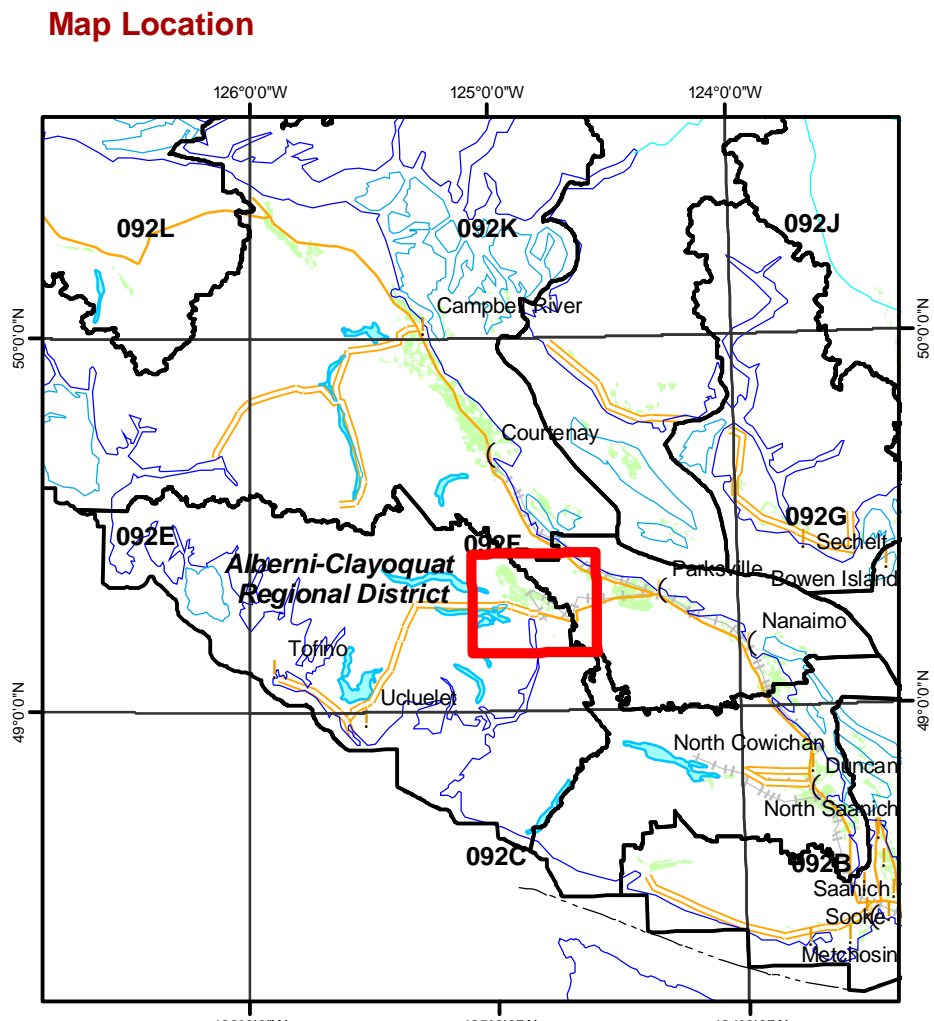 Map Location
126°0'0"W
125°0'0"W
124°0'0"W
092L
092K
092J
Campbell River
50°0'0"N
50°0'0"N
Courtenay
092G
Sechelt
092E
092F
Alberni-Clayoquat
Regional District
Parksville
Bowen Island
Nanaimo
Tofino
Ucluelet
49°0'0"N
49°0'0"N
North Cowichan
Duncan
North Saanich
092C
092B
Saanich
Sooke
Metchosin